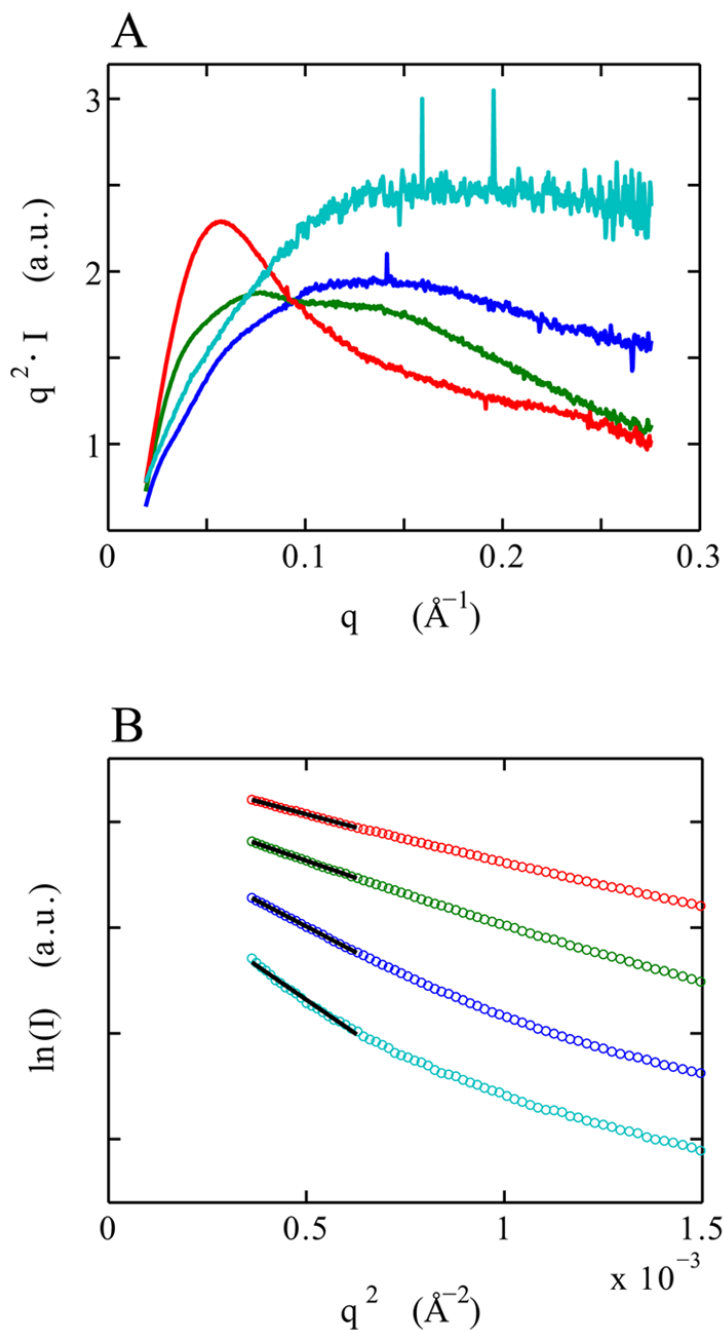 A
3
2
1
q²· I (a.u.)
0 0.1 0.2 0.3
q (Å⁻¹)
B
ln(I) (a.u.)
0 0.5 1 1.5
x 10⁻³
q² (Å⁻²)